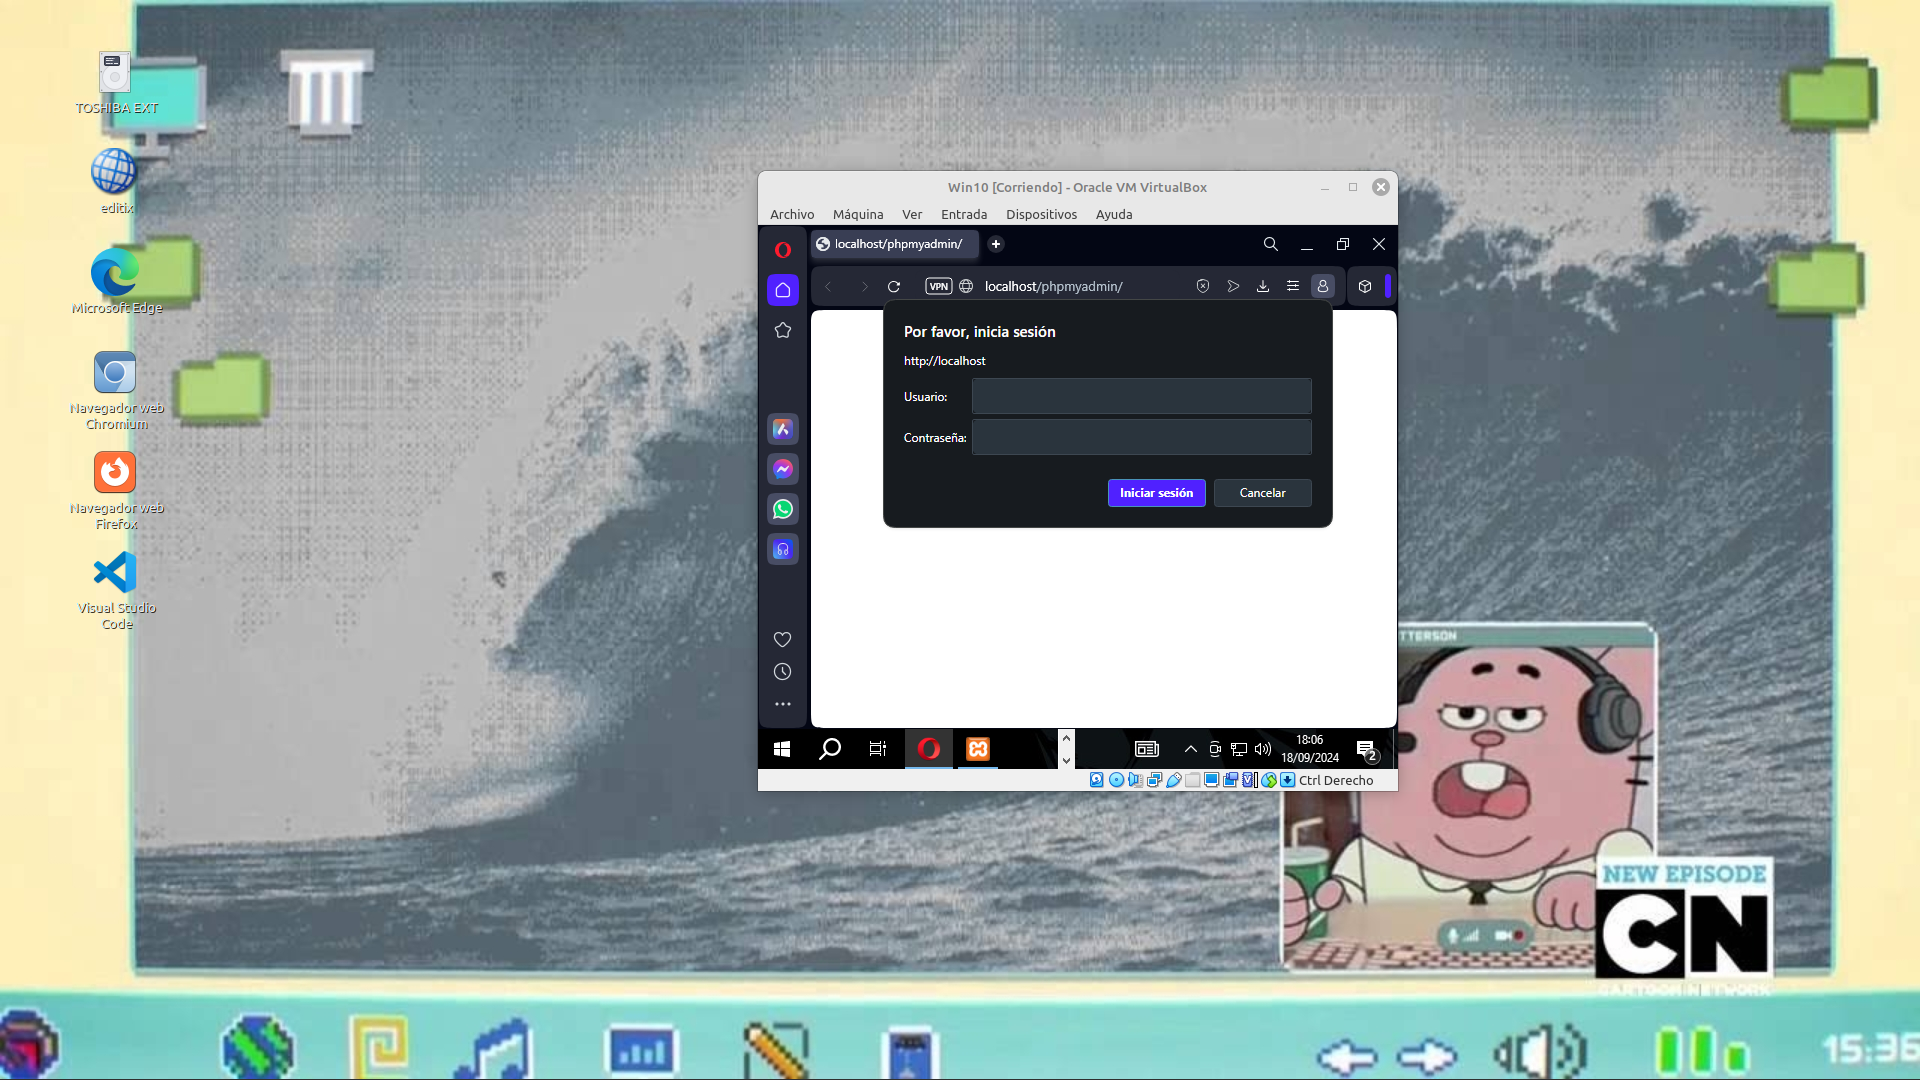 TOSHIBA EXT
editix
Microsoft Edge
Navegador web
Chromium
Navegador web
Firefox
Visual Studio
Code
Win10 [Corriendo] - Oracle VM VirtualBox
Archivo Máquina Ver Entrada Dispositivos Ayuda
localhost/phpmyadmin/
VPN localhost/phpmyadmin/
Por favor, inicia sesión
http://localhost
Usuario:
Contraseña:
Iniciar sesión Cancelar
18:06
18/09/2024
2
Ctrl Derecho
TTERSON
NEW EPISODE
CN
CARTOON NETWORK
15:36